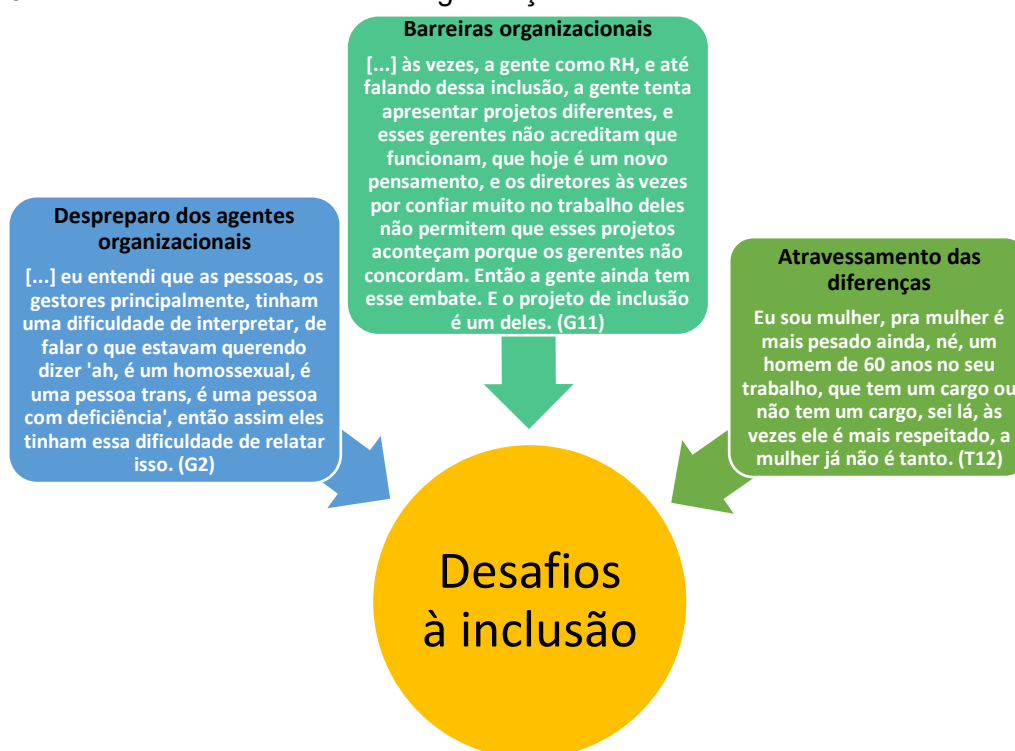 Barreiras organizacionais
[...] às vezes, a gente como RH, e até
falando dessa inclusão, a gente tenta
apresentar projetos diferentes, e
esses gerentes não acreditam que
funcionam, que hoje é um novo
pensamento, e os diretores às vezes
por confiar muito no trabalho deles
não permitem que esses projetos
aconteçam porque os gerentes não
concordam. Então a gente ainda tem
esse embate. E o projeto de inclusão
é um deles. (G11)
Despreparo dos agentes
organizacionais
[...] eu entendi que as pessoas, os
gestores principalmente, tinham
uma dificuldade de interpretar, de
falar o que estavam querendo
dizer 'ah, é um homossexual, é
uma pessoa trans, é uma pessoa
com deficiência', então assim eles
tinham essa dificuldade de relatar
isso. (G2)
Atravessamento das
diferenças
Eu sou mulher, pra mulher é
mais pesado ainda, né, um
homem de 60 anos no seu
trabalho, que tem um cargo ou
não tem um cargo, sei lá, às
vezes ele é mais respeitado, a
mulher já não é tanto. (T12)
Desafios
à inclusão